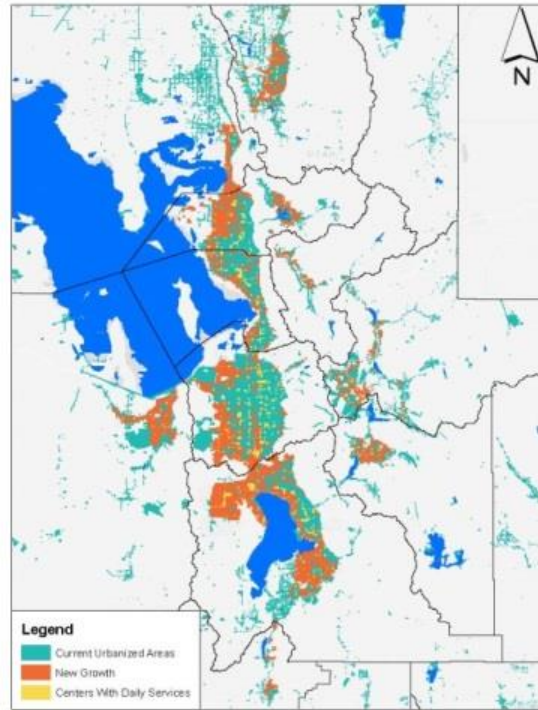 N
Legend
Current Urbanized Areas
New Growth
Centers With Daily Services